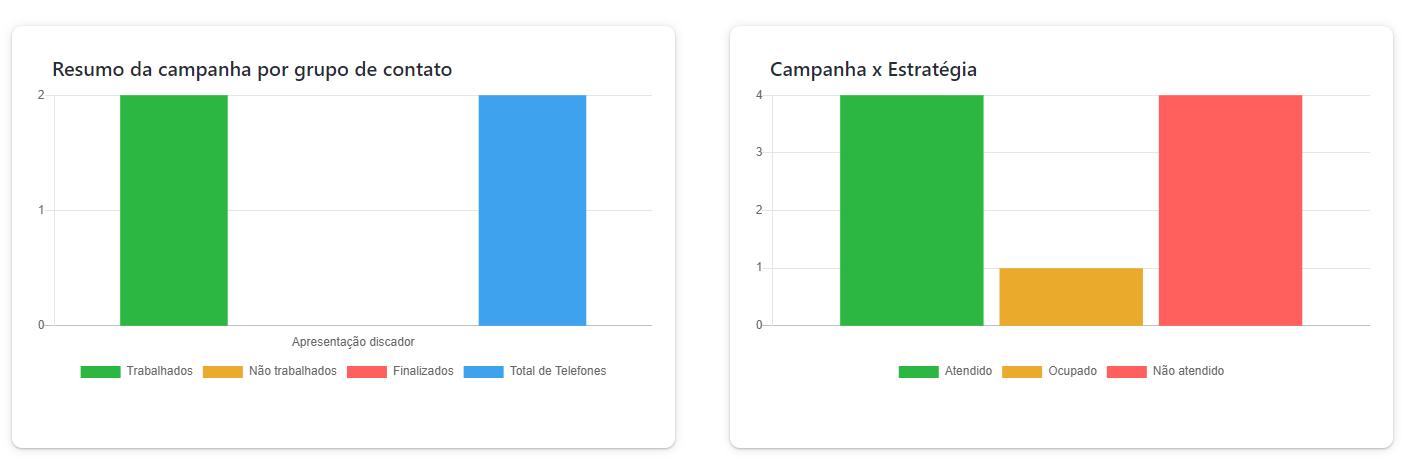 Resumo da campanha por grupo de contato
2
1
0
Apresentação discador
Trabalhados Não trabalhados Finalizados Total de Telefones
Campanha x Estratégia
4
3
2
1
0
Atendido Ocupado Não atendido